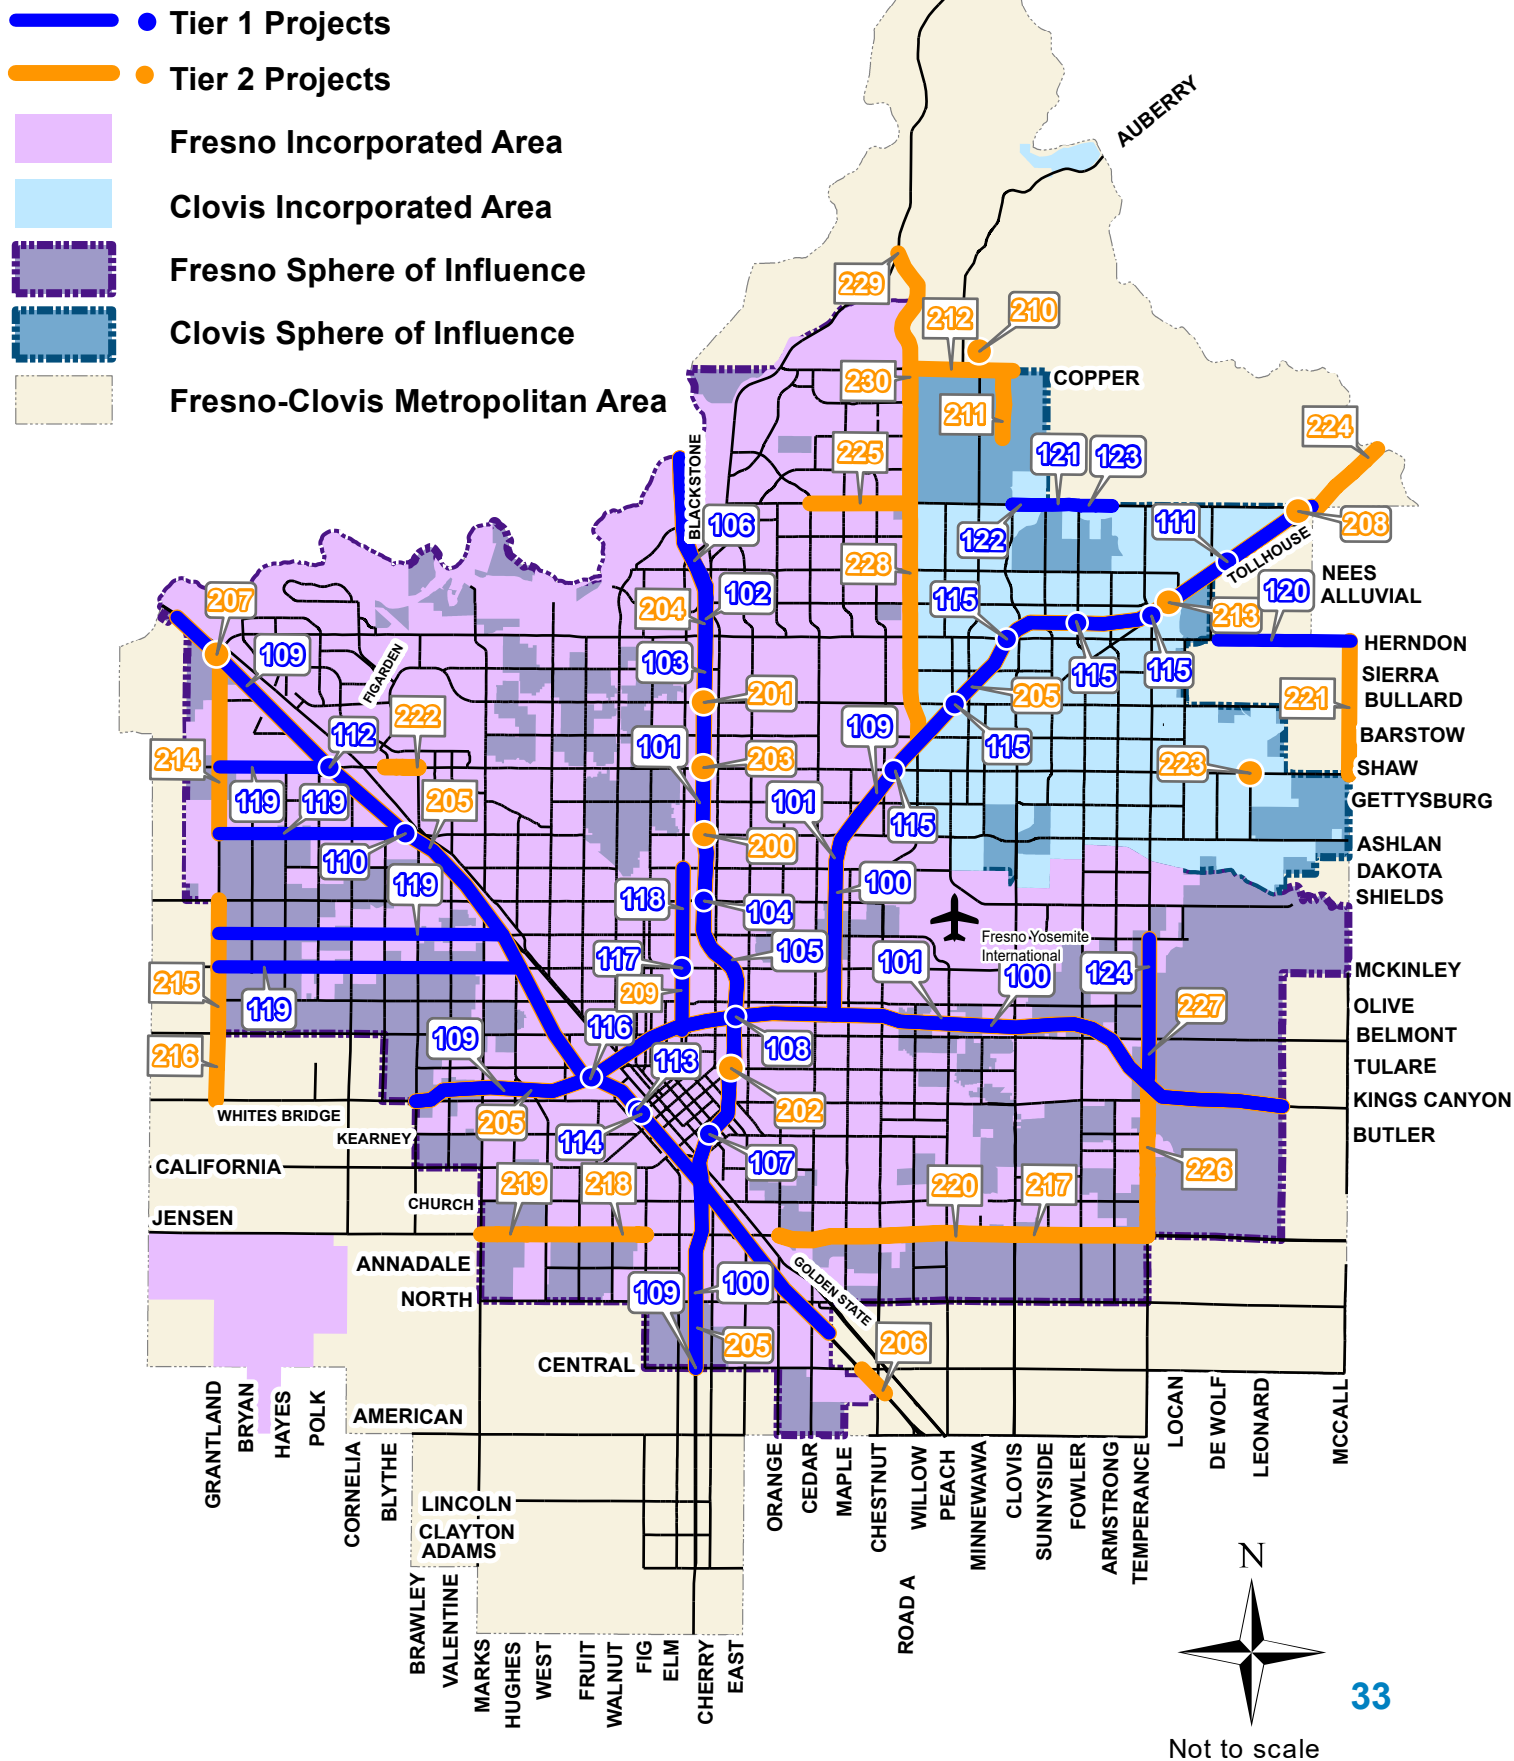 Tier 1 Projects
Tier 2 Projects
Fresno Incorporated Area
Clovis Incorporated Area
Fresno Sphere of Influence
Clovis Sphere of Influence
Fresno-Clovis Metropolitan Area
AUBERRY
229
212
210
COPPER
230
211
BLACKSTONE
225
121
123
224
106
122
111
208
TOLLHOUSE
228
NEES
ALLUVIAL
207
204
102
115
213
120
109
FIGARDEN
103
115
115
HERNDON
SIERRA
BULLARD
201
205
221
222
112
101
109
115
BARSTOW
214
203
223
SHAW
119
119
205
101
115
GETTYSBURG
110
200
ASHLAN
119
118
100
DAKOTA
104
SHIELDS
Fresno Yosemite
International
117
105
101
100
124
MCKINLEY
215
209
119
227
OLIVE
116
109
108
BELMONT
216
113
TULARE
WHITES BRIDGE
205
202
KINGS CANYON
KEARNEY
114
BUTLER
CALIFORNIA
107
226
219
218
220
217
CHURCH
JENSEN
ANNADALE
109
100
GOLDEN STATE
NORTH
205
206
CENTRAL
GRANTLAND
BRYAN
HAYES
POLK
CORNELIA
BLYTHE
AMERICAN
ORANGE
CEDAR
MAPLE
CHESTNUT
WILLOW
PEACH
MINNEWAWA
CLOVIS
SUNNYSIDE
FOWLER
ARMSTRONG
TEMPERANCE
LOCAN
DE WOLF
LEONARD
MCCALL
LINCOLN
CLAYTON
ADAMS
BRAWLEY
VALENTINE
MARKS
HUGHES
WEST
FRUIT
WALNUT
FIG
ELM
CHERRY
EAST
ROAD A
N
33
Not to scale